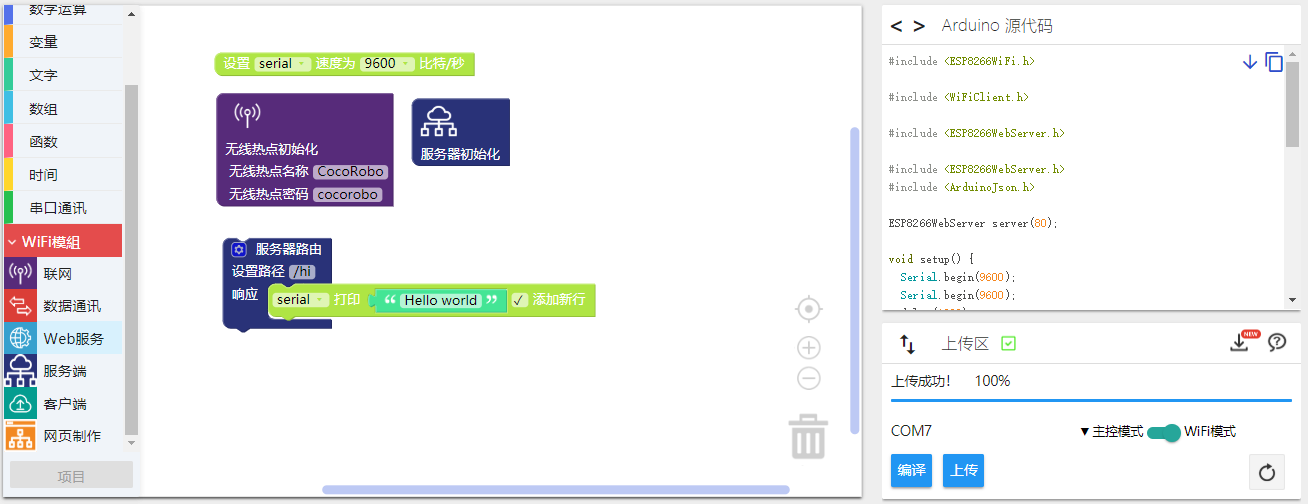 数学运算
变量
文字
数组
函数
时间
串口通讯
WiFi模组
联网
数据通讯
Web服务
服务端
客户端
网页制作
项目
设置 serial 速度为 9600 比特/秒
无线热点初始化
无线热点名称 CocoRobo
无线热点密码 cocorobo
服务器初始化
服务器路由
设置路径 /hi
响应
serial 打印 “ Hello world ” ✓ 添加新行
< > Arduino 源代码
#include <ESP8266WiFi.h>
#include <WiFiClient.h>
#include <ESP8266WebServer.h>
#include <ESP8266WebServer.h>
#include <ArduinoJson.h>
ESP8266WebServer server(80);
void setup() {
Serial.begin(9600);
Serial.begin(9600);
上传区
NEW
上传成功! 100%
COM7
▼主控模式 WiFi模式
编译 上传